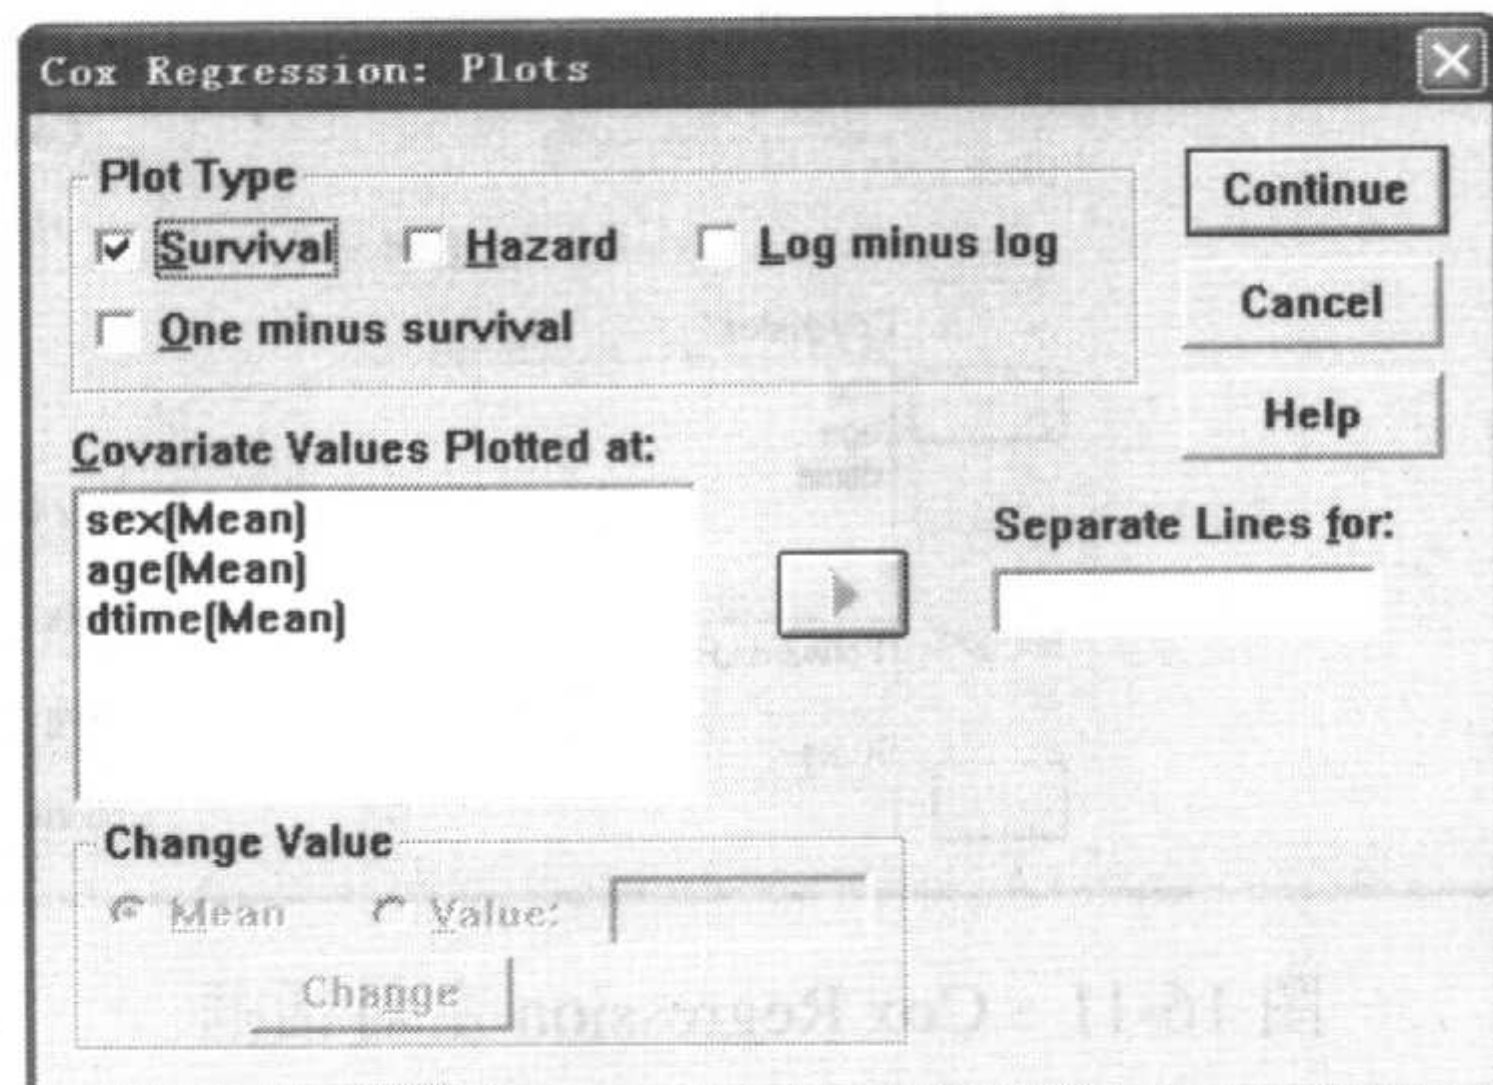 Cox Regression: Plots
Plot Type
Survival Hazard Log minus log
One minus survival
Continue
Cancel
Help
Covariate Values Plotted at:
sex(Mean)
age(Mean)
dtime(Mean)
Separate Lines for:
Change Value
Mean Value:
Change